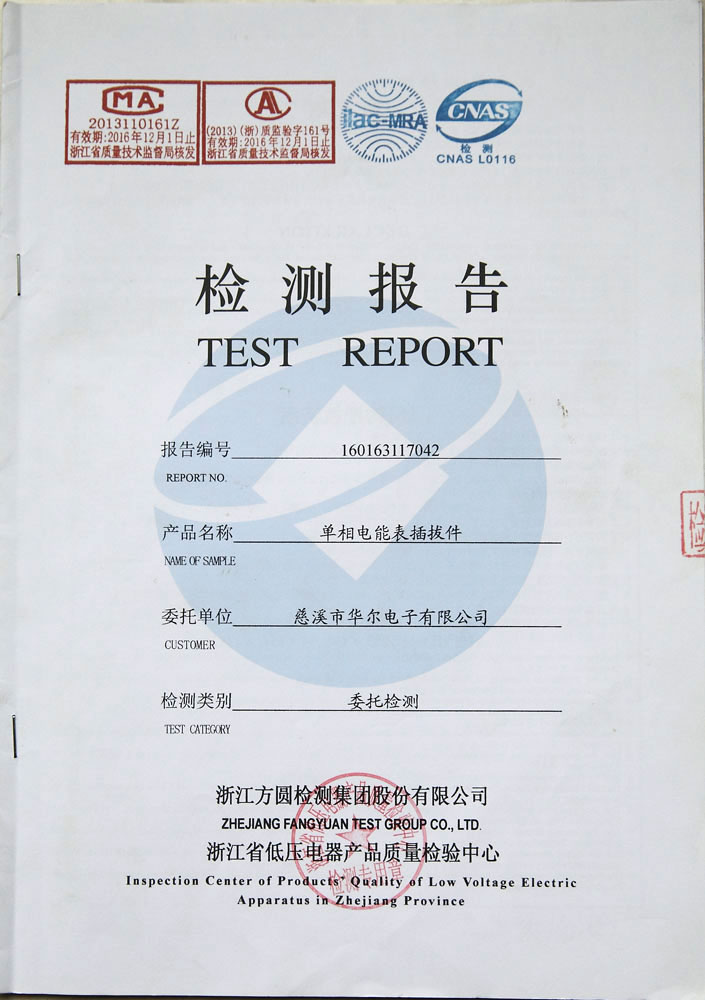 MA
2013110161Z
有效期:2016年12月1日止
浙江省质量技术监督局核发
AL
(2013)(浙)质监验字161号
有效期:2016年12月1日止
浙江省质量技术监督局核发
ilac-MRA
CNAS
检 测
CNAS L0116
检 测 报 告
TEST REPORT
报告编号 160163117042
REPORT NO.
产品名称 单相电能表插拔件
NAME OF SAMPLE
委托单位 慈溪市华尔电子有限公司
CUSTOMER
检测类别 委托检测
TEST CATEGORY
浙江方圆检测集团股份有限公司
ZHEJIANG FANGYUAN TEST GROUP CO., LTD.
浙江省低压电器产品质量检验中心
检测专用章
Inspection Center of Products' Quality of Low Voltage Electric
Apparatus in Zhejiang Province